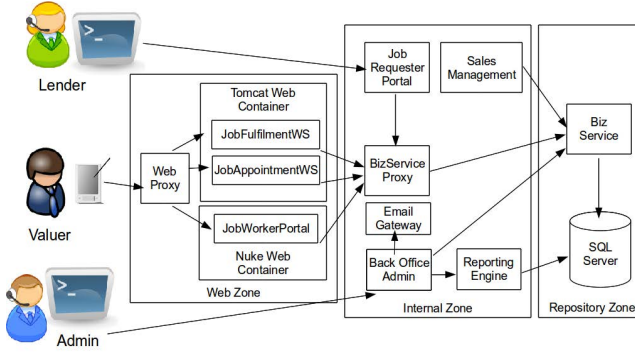 >_
Lender
Valuer
>_
Admin
Tomcat Web
Container
JobFulfilmentWS
JobAppointmentWS
Web
Proxy
JobWorkerPortal
Nuke Web
Container
Web Zone
Job
Requester
Portal
Sales
Management
BizService
Proxy
Email
Gateway
Back Office
Admin
Reporting
Engine
Internal Zone
Biz
Service
SQL
Server
Repository Zone